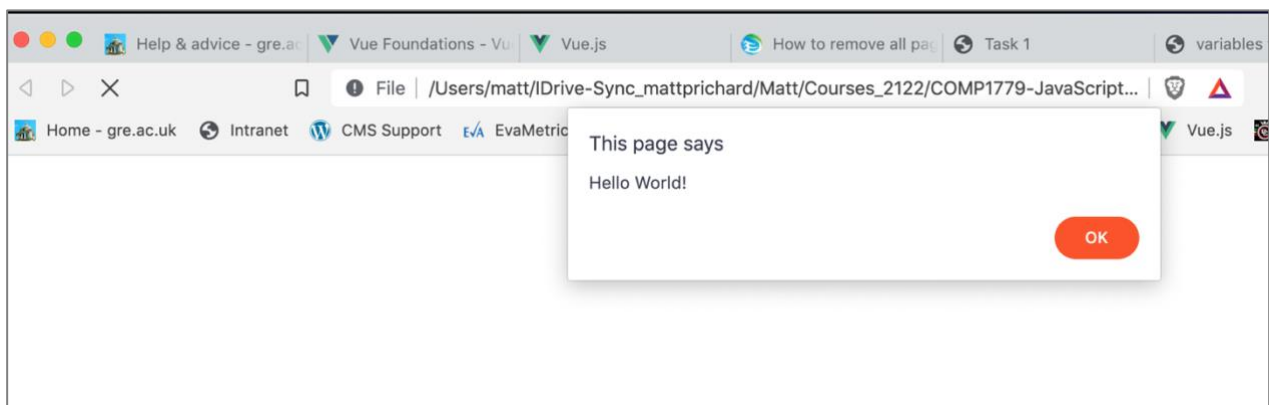 Help & advice - gre.ac Vue Foundations - Vu Vue.js How to remove all pag Task 1 variables
File | /Users/matt/IDrive-Sync_mattprichard/Matt/Courses_2122/COMP1779-JavaScript...
Home - gre.ac.uk Intranet CMS Support E√A EvaMetric Vue.js
This page says
Hello World!
OK